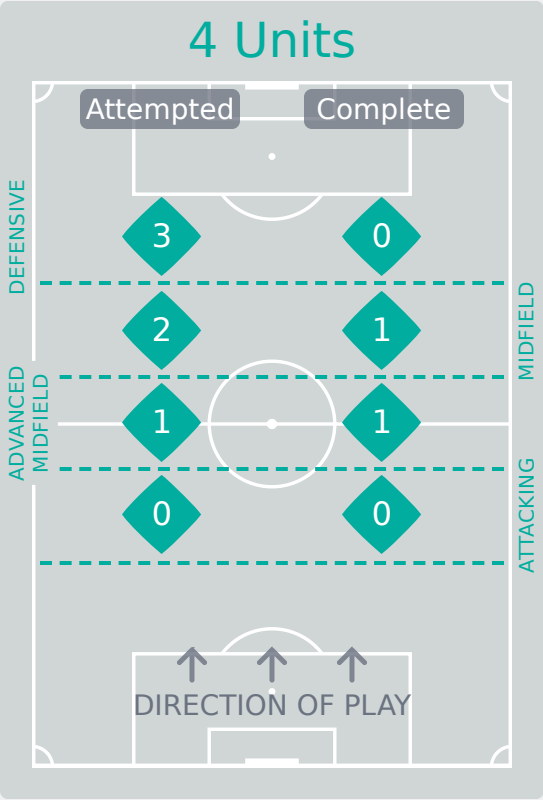 4 Units
Attempted Complete
DEFENSIVE
3 0
MIDFIELD
2 1
ADVANCED
MIDFIELD
1 1
ATTACKING
0 0
DIRECTION OF PLAY